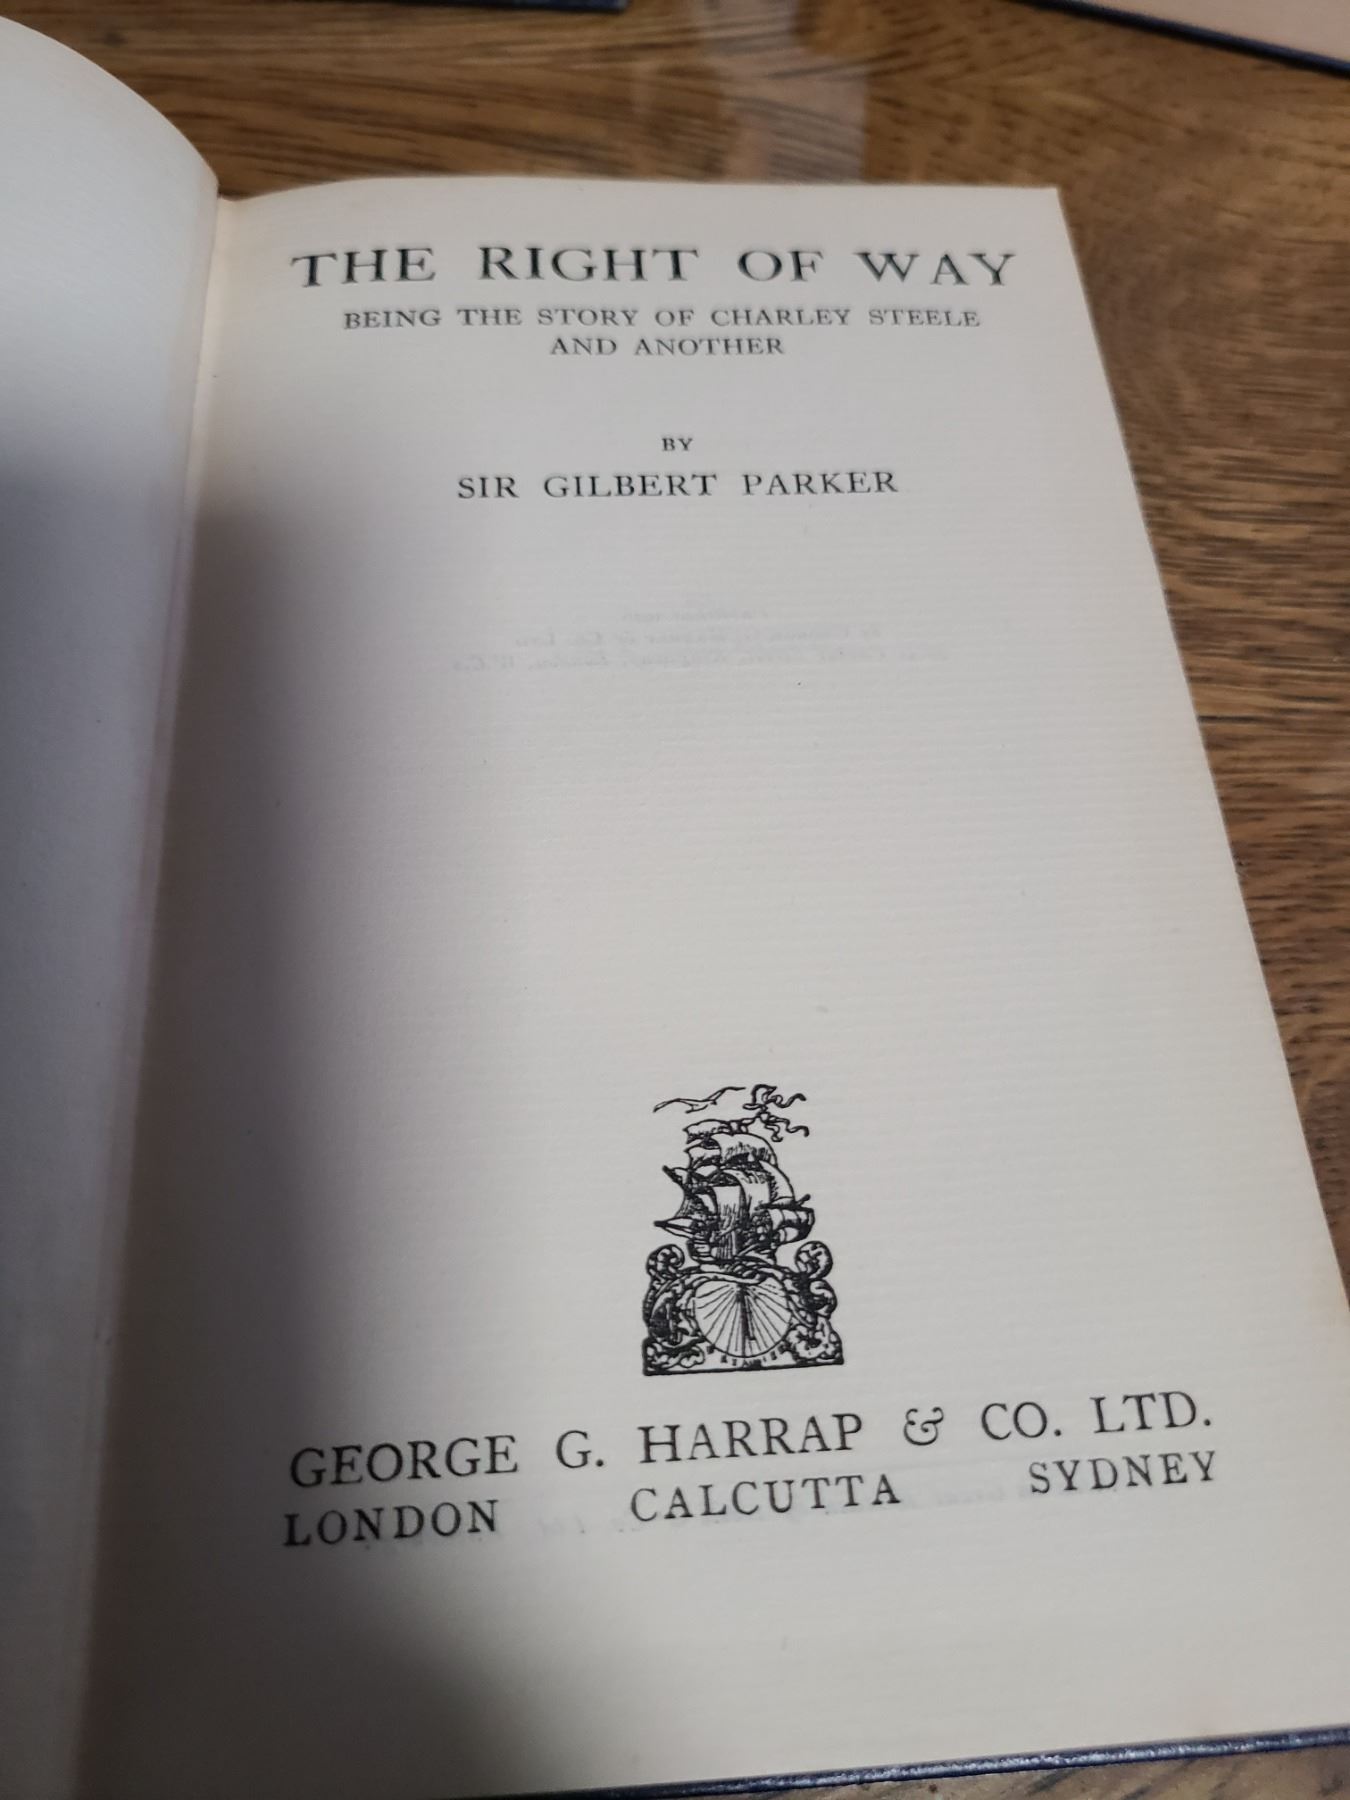 THE RIGHT OF WAY
BEING THE STORY OF CHARLEY STEELE
AND ANOTHER
BY
SIR GILBERT PARKER
GEORGE G. HARRAP & CO. LTD.
LONDON CALCUTTA SYDNEY